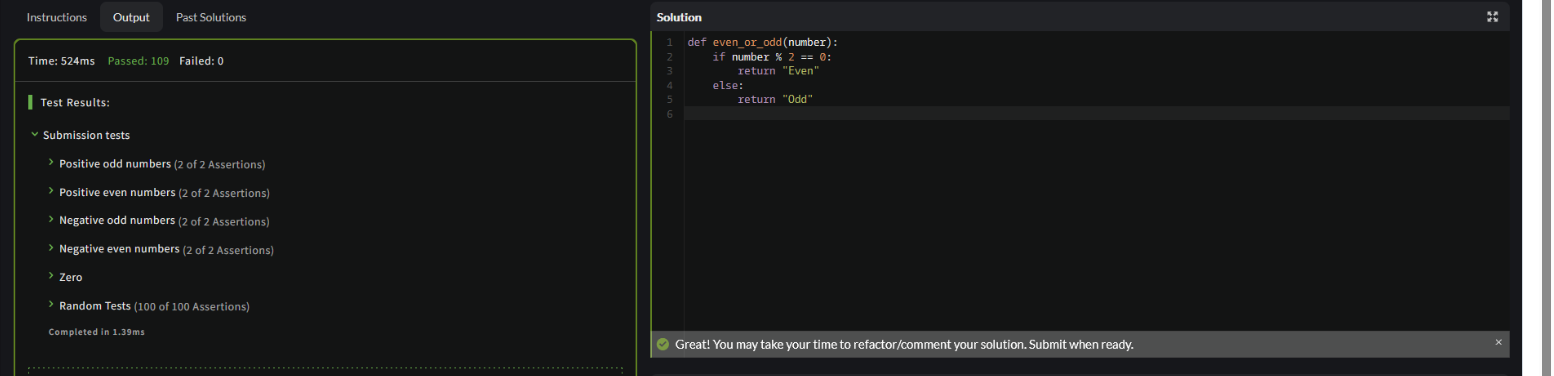 Instructions Output Past Solutions
Time: 524ms Passed: 109 Failed: 0
Test Results:
Submission tests
Positive odd numbers (2 of 2 Assertions)
Positive even numbers (2 of 2 Assertions)
Negative odd numbers (2 of 2 Assertions)
Negative even numbers (2 of 2 Assertions)
Zero
Random Tests (100 of 100 Assertions)
Completed in 1.39ms
Solution
1 def even_or_odd(number):
2     if number % 2 == 0:
3         return "Even"
4     else:
5         return "Odd"
6
Great! You may take your time to refactor/comment your solution. Submit when ready. ×